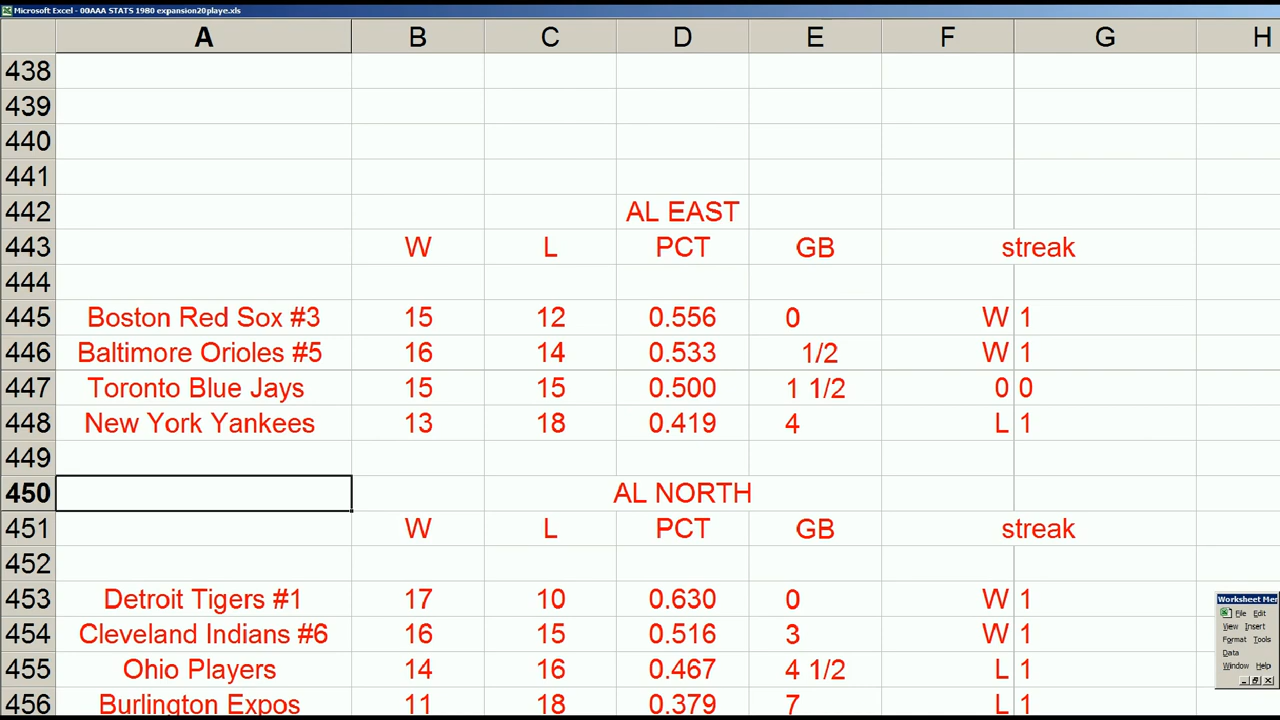 Microsoft Excel - 00AAA STATS 1980 expansion20playe.xls
A B C D E F G H
438
439
440
441
442 AL EAST
443 W L PCT GB streak
444
445 Boston Red Sox #3 15 12 0.556 0 W 1
446 Baltimore Orioles #5 16 14 0.533 1/2 W 1
447 Toronto Blue Jays 15 15 0.500 1 1/2 0 0
448 New York Yankees 13 18 0.419 4 L 1
449
450 AL NORTH
451 W L PCT GB streak
452
453 Detroit Tigers #1 17 10 0.630 0 W 1
454 Cleveland Indians #6 16 15 0.516 3 W 1
455 Ohio Players 14 16 0.467 4 1/2 L 1
456 Burlington Expos 11 18 0.379 7 L 1
Worksheet Mer
File Edit
View Insert
Format Tools
Data
Window Help